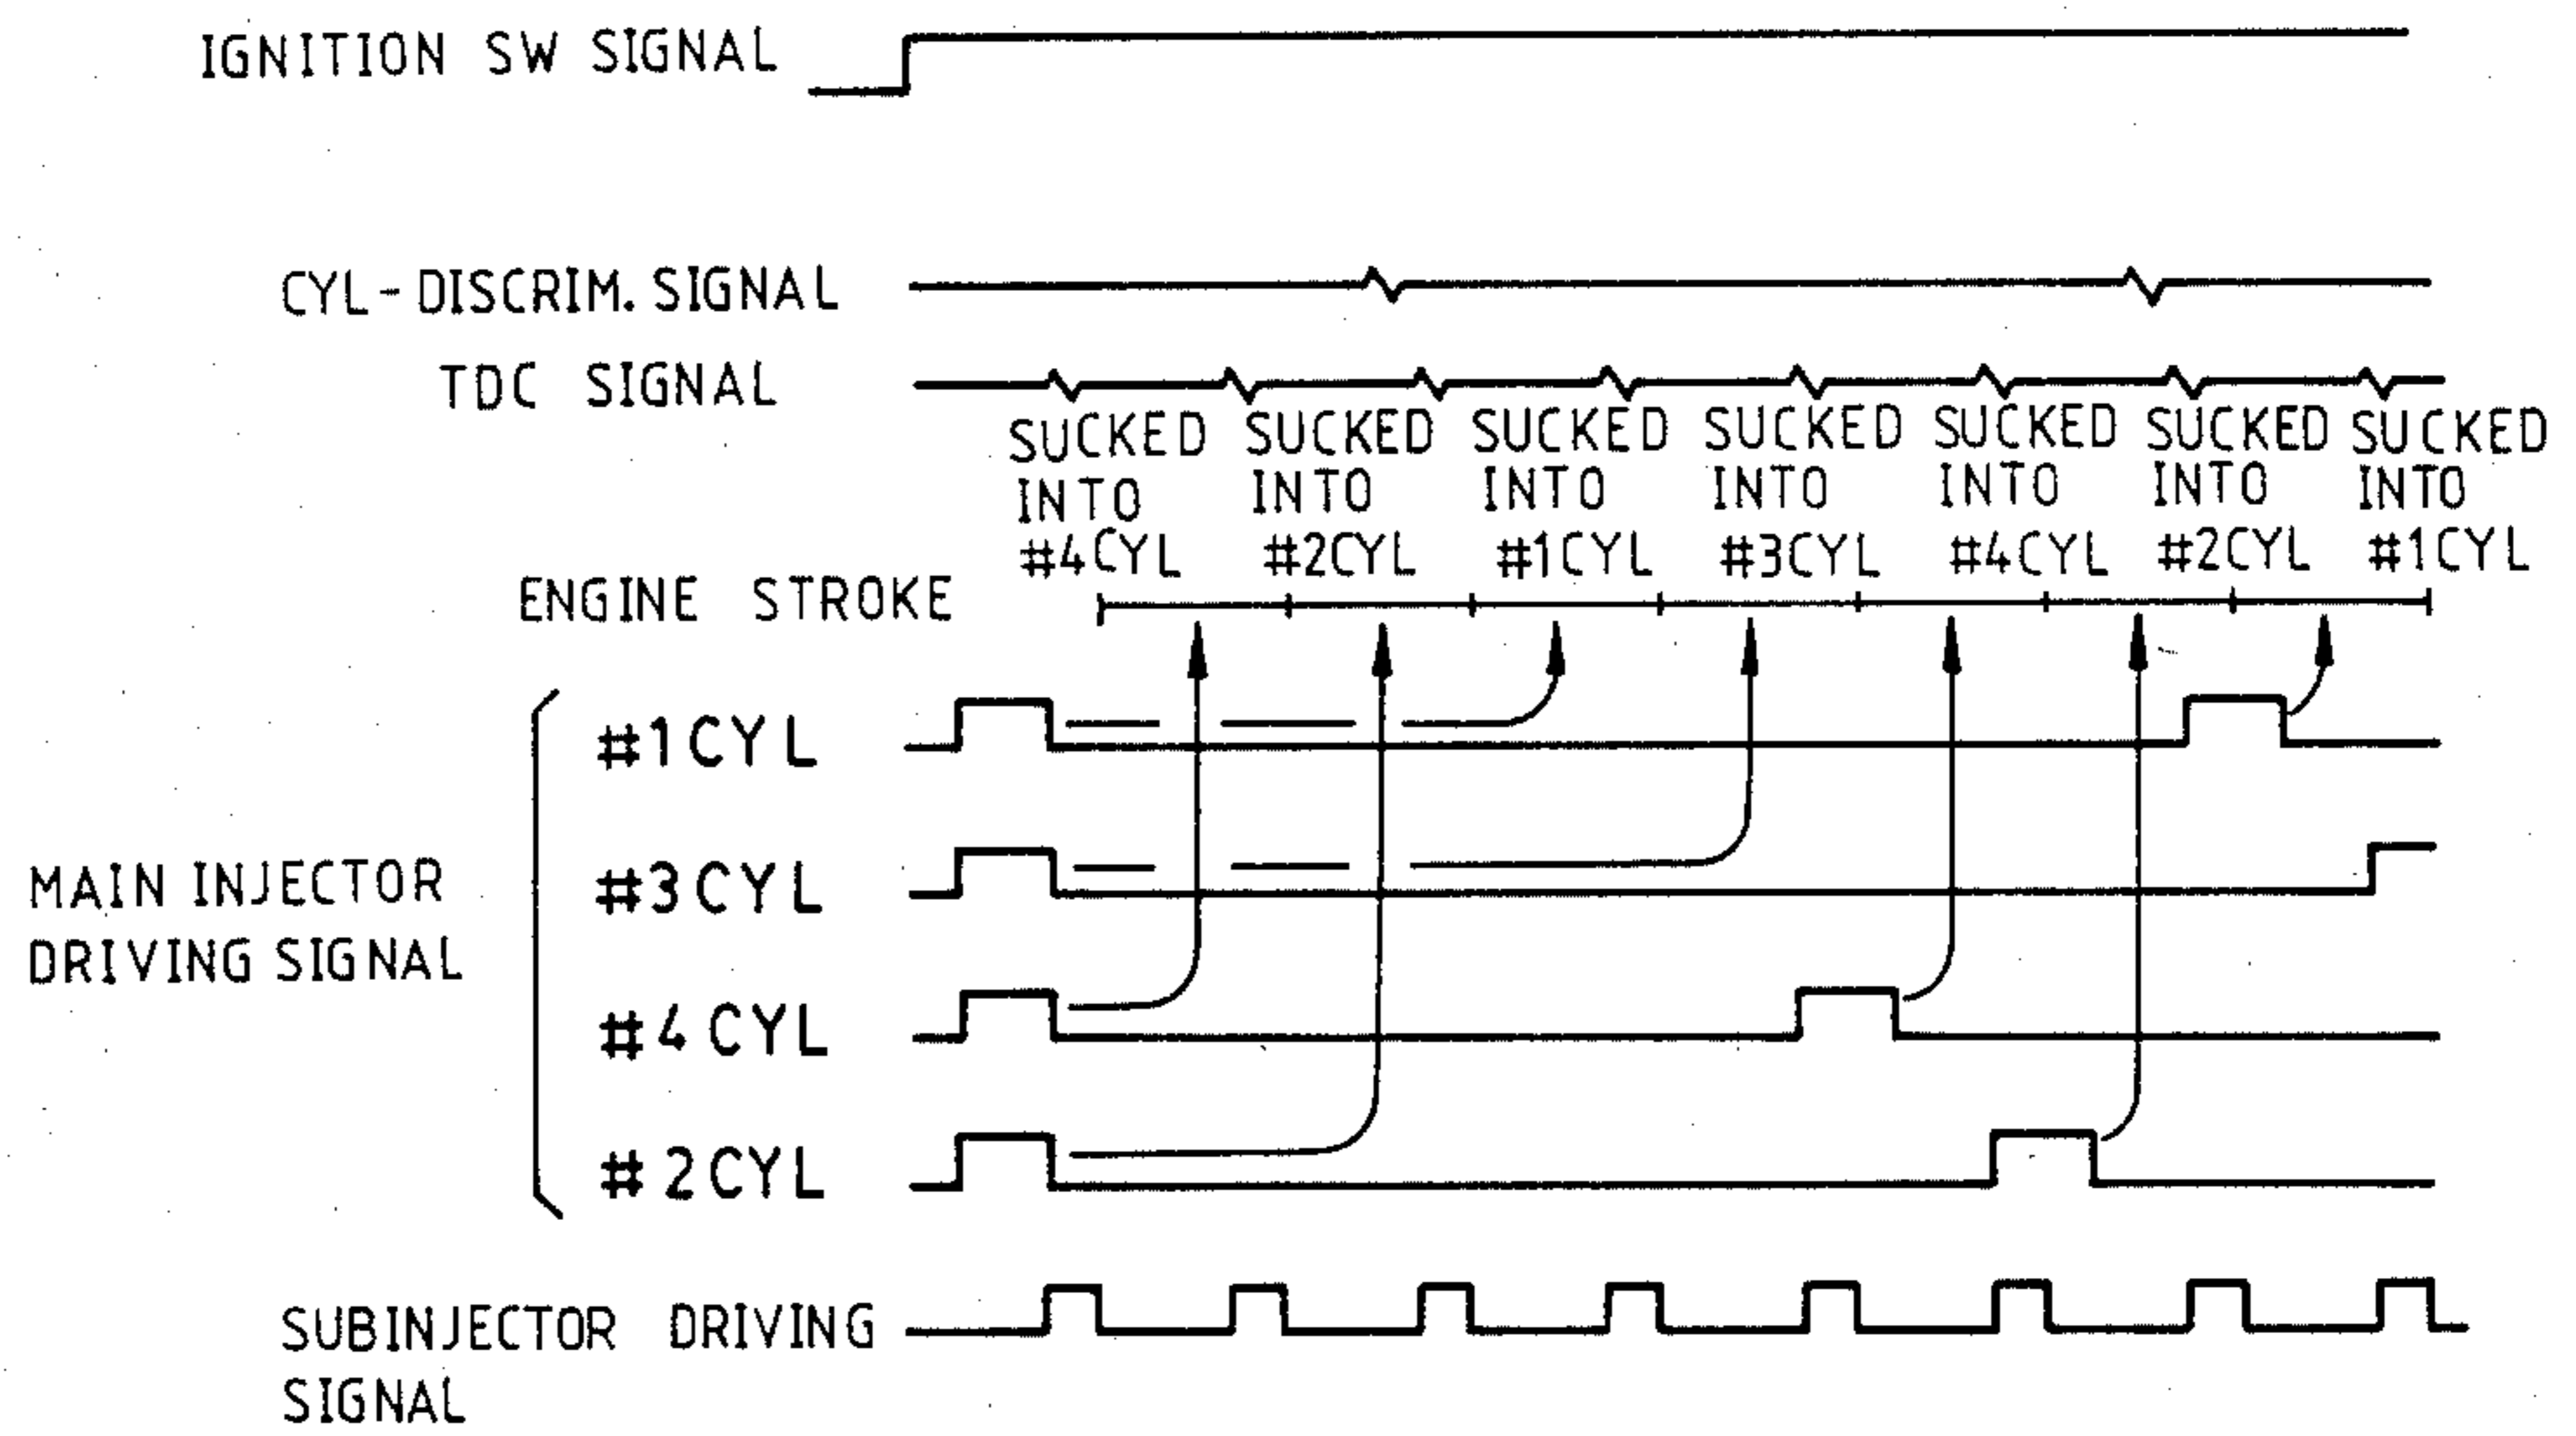 IGNITION SW SIGNAL
CYL-DISCRIM. SIGNAL
TDC SIGNAL
SUCKED INTO #4CYL
SUCKED INTO #2CYL
SUCKED INTO #1CYL
SUCKED INTO #3CYL
SUCKED INTO #4CYL
SUCKED INTO #2CYL
SUCKED INTO #1CYL
ENGINE STROKE
MAIN INJECTOR
DRIVING SIGNAL
#1CYL
#3CYL
#4CYL
#2CYL
SUBINJECTOR DRIVING
SIGNAL